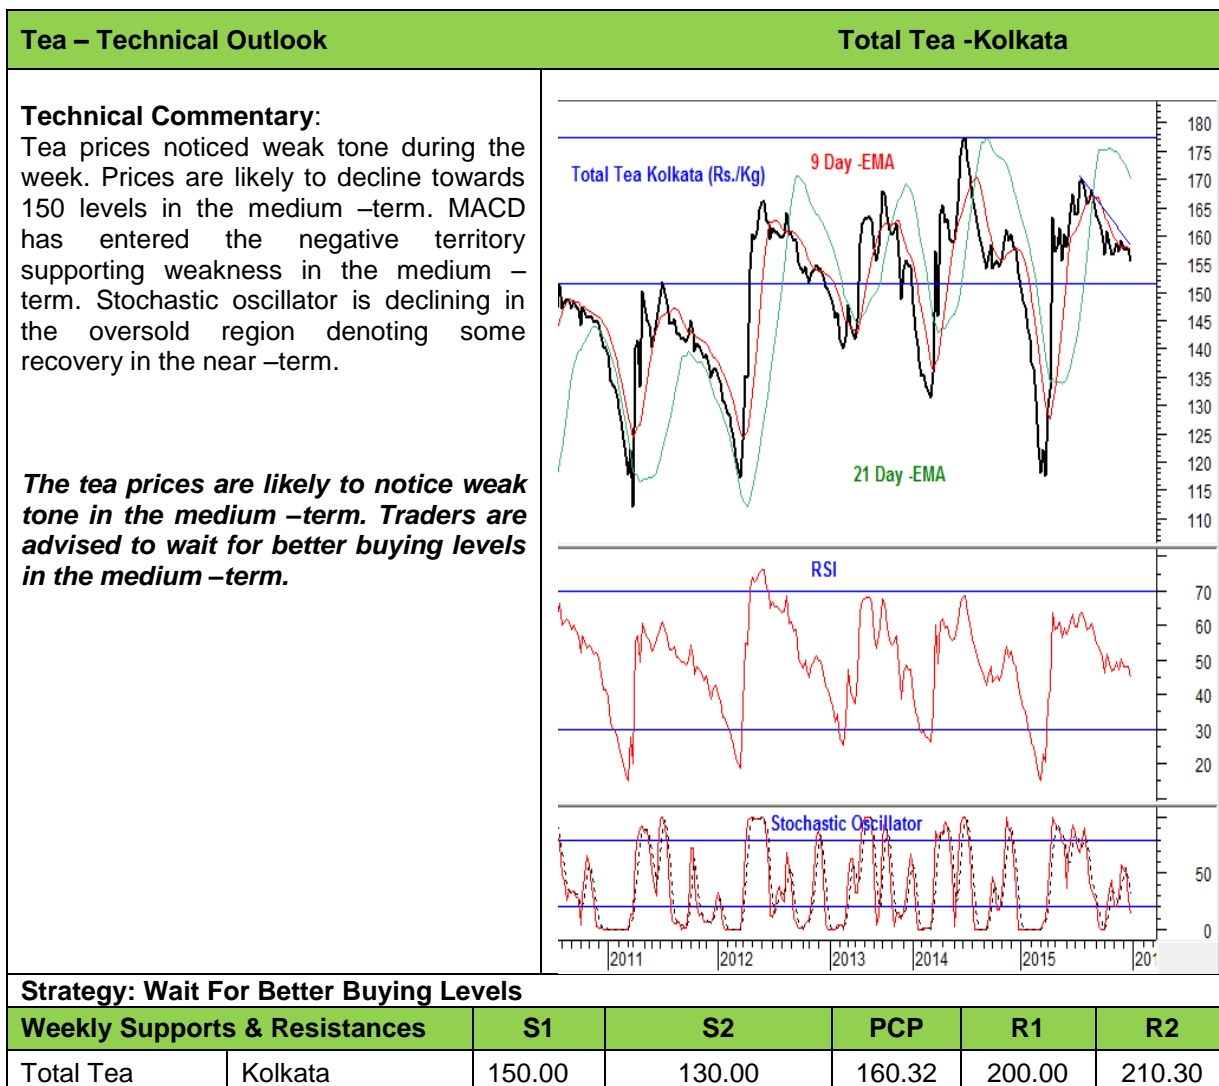 Tea – Technical Outlook
Total Tea -Kolkata
Technical Commentary:
Tea prices noticed weak tone during the
week. Prices are likely to decline towards
150 levels in the medium –term. MACD
has entered the negative territory
supporting weakness in the medium –
term. Stochastic oscillator is declining in
the oversold region denoting some
recovery in the near –term.
The tea prices are likely to notice weak
tone in the medium –term. Traders are
advised to wait for better buying levels
in the medium –term.
Total Tea Kolkata (Rs./Kg)
9 Day -EMA
21 Day -EMA
180
175
170
165
160
155
150
145
140
135
130
125
120
115
110
RSI
70
60
50
40
30
20
Stochastic Oscillator
50
0
2011 2012 2013 2014 2015 201
Strategy: Wait For Better Buying Levels
Weekly Supports & Resistances S1 S2 PCP R1 R2
Total Tea Kolkata 150.00 130.00 160.32 200.00 210.30